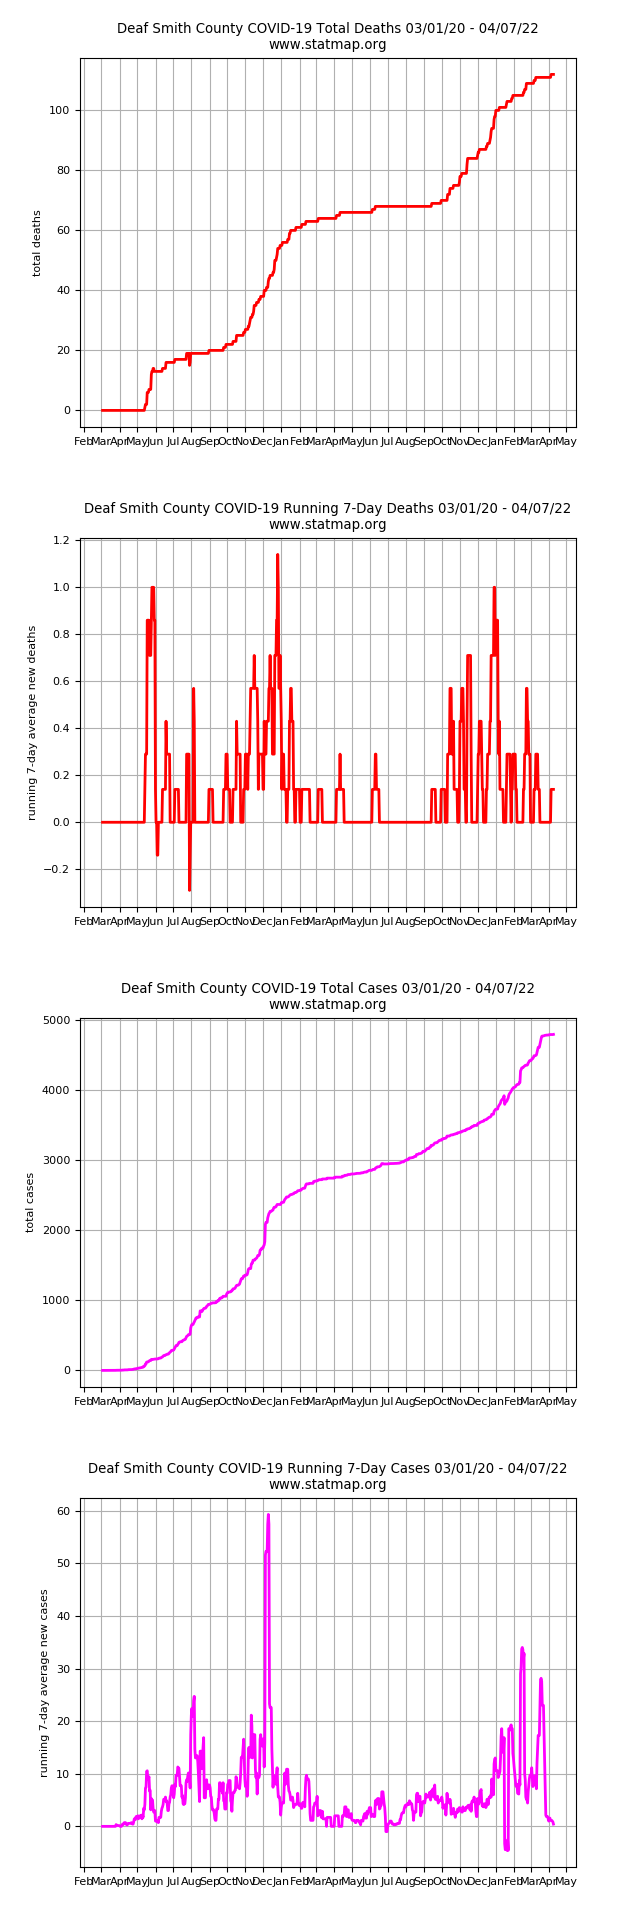 Deaf Smith County COVID-19 Total Deaths 03/01/20 - 04/07/22
www.statmap.org
100
80
60
40
20
0
total deaths
Feb Mar Apr May Jun Jul Aug Sep Oct Nov Dec Jan Feb Mar Apr May Jun Jul Aug Sep Oct Nov Dec Jan Feb Mar Apr May
Deaf Smith County COVID-19 Running 7-Day Deaths 03/01/20 - 04/07/22
www.statmap.org
1.2
1.0
0.8
0.6
0.4
0.2
0.0
−0.2
running 7-day average new deaths
Feb Mar Apr May Jun Jul Aug Sep Oct Nov Dec Jan Feb Mar Apr May Jun Jul Aug Sep Oct Nov Dec Jan Feb Mar Apr May
Deaf Smith County COVID-19 Total Cases 03/01/20 - 04/07/22
www.statmap.org
5000
4000
3000
2000
1000
0
total cases
Feb Mar Apr May Jun Jul Aug Sep Oct Nov Dec Jan Feb Mar Apr May Jun Jul Aug Sep Oct Nov Dec Jan Feb Mar Apr May
Deaf Smith County COVID-19 Running 7-Day Cases 03/01/20 - 04/07/22
www.statmap.org
60
50
40
30
20
10
0
running 7-day average new cases
Feb Mar Apr May Jun Jul Aug Sep Oct Nov Dec Jan Feb Mar Apr May Jun Jul Aug Sep Oct Nov Dec Jan Feb Mar Apr May